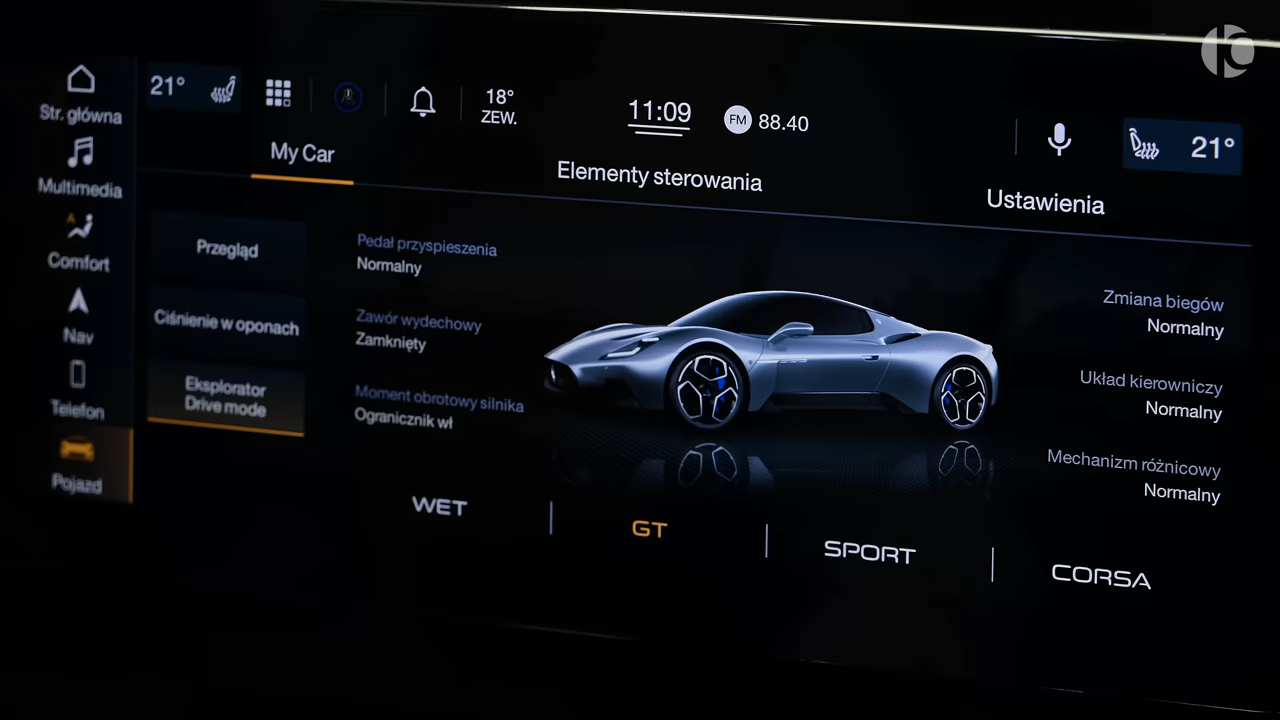 21°
18°
ZEW.
11:09
FM 88.40
21°
Str. główna
Multimedia
Comfort
Nav
Telefon
Pojazd
My Car
Elementy sterowania
Ustawienia
Przegląd
Ciśnienie w oponach
Eksplorator
Drive mode
Pedał przyspieszenia
Normalny
Zawór wydechowy
Zamknięty
Moment obrotowy silnika
Ogranicznik wł
Zmiana biegów
Normalny
Układ kierowniczy
Normalny
Mechanizm różnicowy
Normalny
WET
GT
SPORT
CORSA